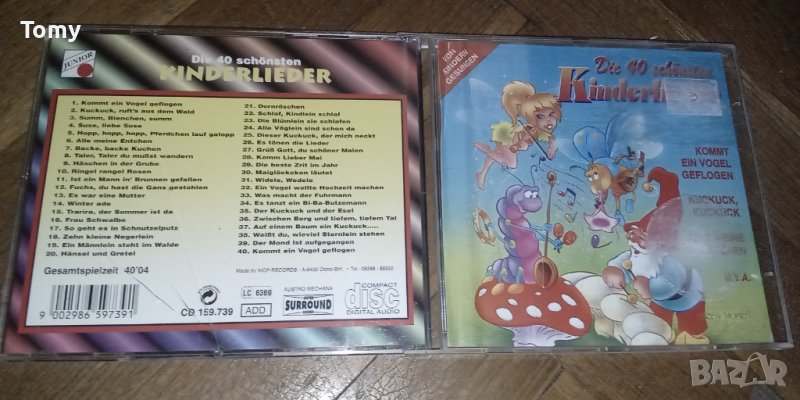 Tomy
JUNIOR
Die 40 schönsten
KINDERLIEDER
1. Kommt ein Vogel geflogen
2. Kuckuck, ruft's aus dem Wald
3. Summ, Bienchen, summ
4. Suse, liebe Suse
5. Hopp, hopp, hopp, Pferdchen lauf galopp
6. Alle meine Entchen
7. Backe, backe Kuchen
8. Taler, Taler du mußt wandern
9. Häschen in der Grube
10. Ringel rangel Rosen
11. Ist ein Mann in' Brunnen gefallen
12. Fuchs, du hast die Gans gestohlen
13. Es war eine Mutter
14. Winter ade
15. Trarira, der Sommer ist da
16. Frau Schwalbe
17. So geht es in Schnutzelputz
18. Zehn kleine Negerlein
19. Ein Männlein steht im Walde
20. Hänsel und Gretel
21. Dornröschen
22. Schlaf, Kindlein schlaf
23. Die Blümlein sie schlafen
24. Alle Vöglein sind schon da
25. Dieser Kuckuck, der mich neckt
26. Es tönen die Lieder
27. Grüß Gott, du schöner Maien
28. Komm Lieber Mai
29. Die beste Zeit im Jahr
30. Maiglöckchen läutet
31. Widele, Wedele
32. Ein Vogel wollte Hochzeit machen
33. Was macht der Fuhrmann
34. Es tanzt ein Bi-Ba-Butzemann
35. Der Kuckuck und der Esel
36. Zwischen Berg und tiefem, tiefem Tal
37. Auf einem Baum ein Kuckuck.....
38. Weißt du, wieviel Sternlein stehen
39. Der Mond ist aufgegangen
40. Kommt ein Vogel geflogen
Gesamtspielzeit 40'04
Made by MCP-RECORDS
9 002986 597391
CD 159.739
LC 6369
ADD
AUSTRO MECHANA
SURROUND
COMPACT
disc
DIGITAL AUDIO
VON
KINDERN
GESUNGEN
Die 40 schönsten
KOMMT
EIN VOGEL
GEFLOGEN
KUCKUCK,
KUCKUCK
U.V.A.
BAZAR